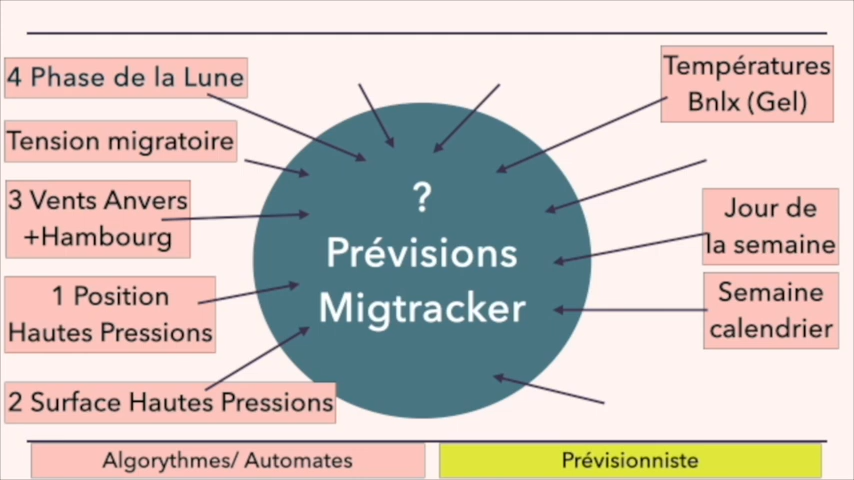 4 Phase de la Lune
Tension migratoire
3 Vents Anvers
+Hambourg
1 Position
Hautes Pressions
2 Surface Hautes Pressions
?
Prévisions
Migtracker
Températures
Bnlx (Gel)
Jour de
la semaine
Semaine
calendrier
Algorythmes/ Automates
Prévisionniste